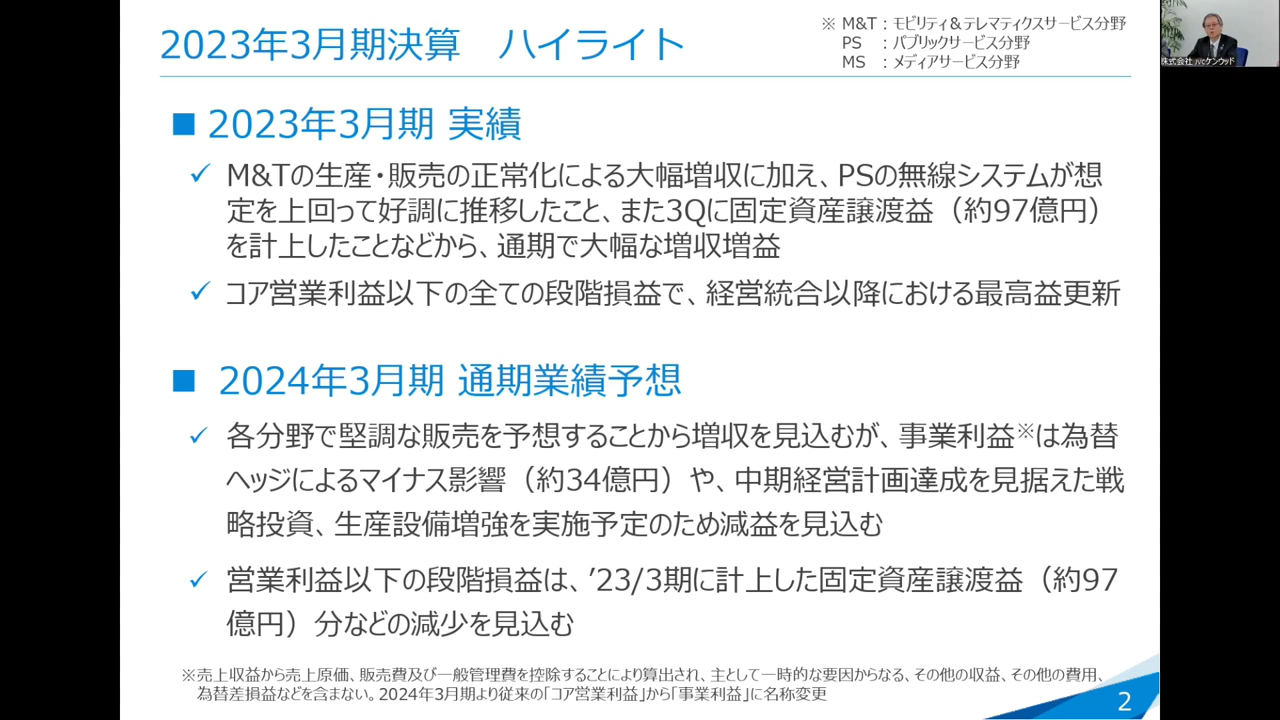 2023年3月期決算　ハイライト
※ M&T：モビリティ＆テレマティクスサービス分野
PS ：パブリックサービス分野
MS ：メディアサービス分野
株式会社 JVCケンウッド
■ 2023年3月期 実績
✓ M&Tの生産・販売の正常化による大幅増収に加え、PSの無線システムが想
定を上回って好調に推移したこと、また3Qに固定資産譲渡益（約97億円）
を計上したことなどから、通期で大幅な増収増益
✓ コア営業利益以下の全ての段階損益で、経営統合以降における最高益更新
■ 2024年3月期 通期業績予想
✓ 各分野で堅調な販売を予想することから増収を見込むが、事業利益※は為替
ヘッジによるマイナス影響（約34億円）や、中期経営計画達成を見据えた戦
略投資、生産設備増強を実施予定のため減益を見込む
✓ 営業利益以下の段階損益は、’23/3期に計上した固定資産譲渡益（約97
億円）分などの減少を見込む
※売上収益から売上原価、販売費及び一般管理費を控除することにより算出され、主として一時的な要因からなる、その他の収益、その他の費用、
為替差損益などを含まない。2024年3月期より従来の「コア営業利益」から「事業利益」に名称変更
2